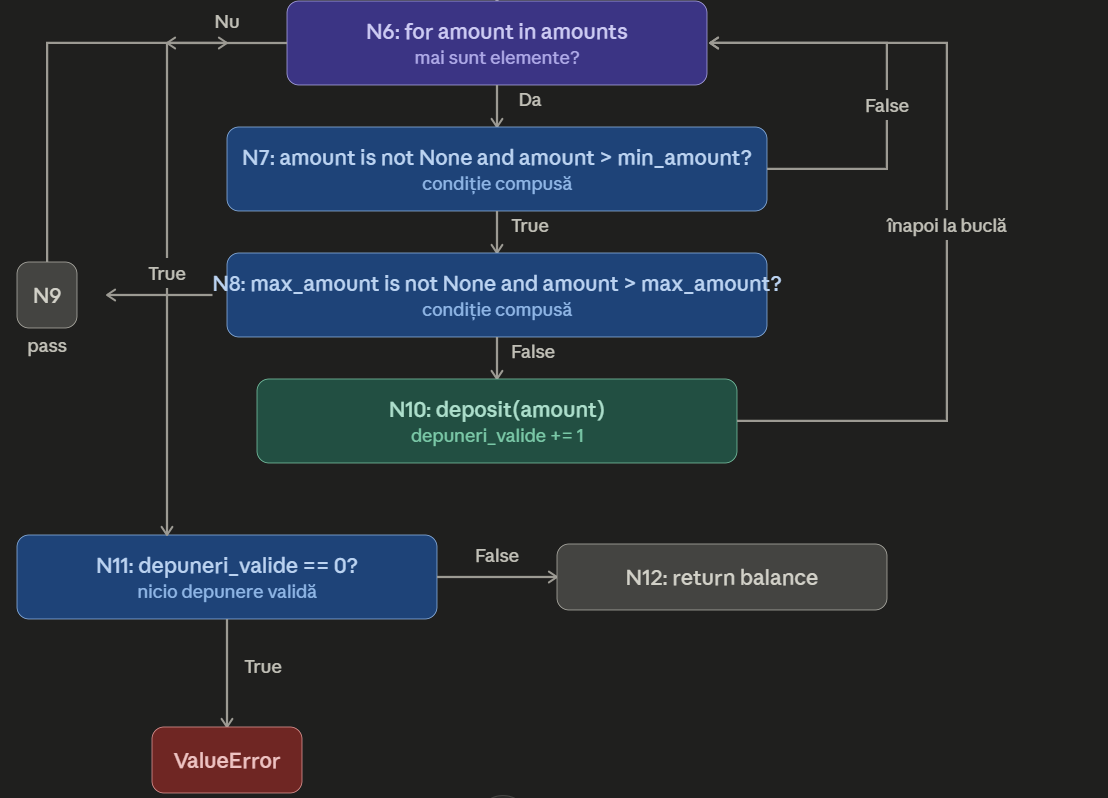 Nu
N6: for amount in amounts
mai sunt elemente?
Da
False
N7: amount is not None and amount > min_amount?
condiție compusă
True
înapoi la buclă
True
N8: max_amount is not None and amount > max_amount?
condiție compusă
N9
pass
False
N10: deposit(amount)
depuneri_valide += 1
N11: depuneri_valide == 0?
nicio depunere validă
False
N12: return balance
True
ValueError